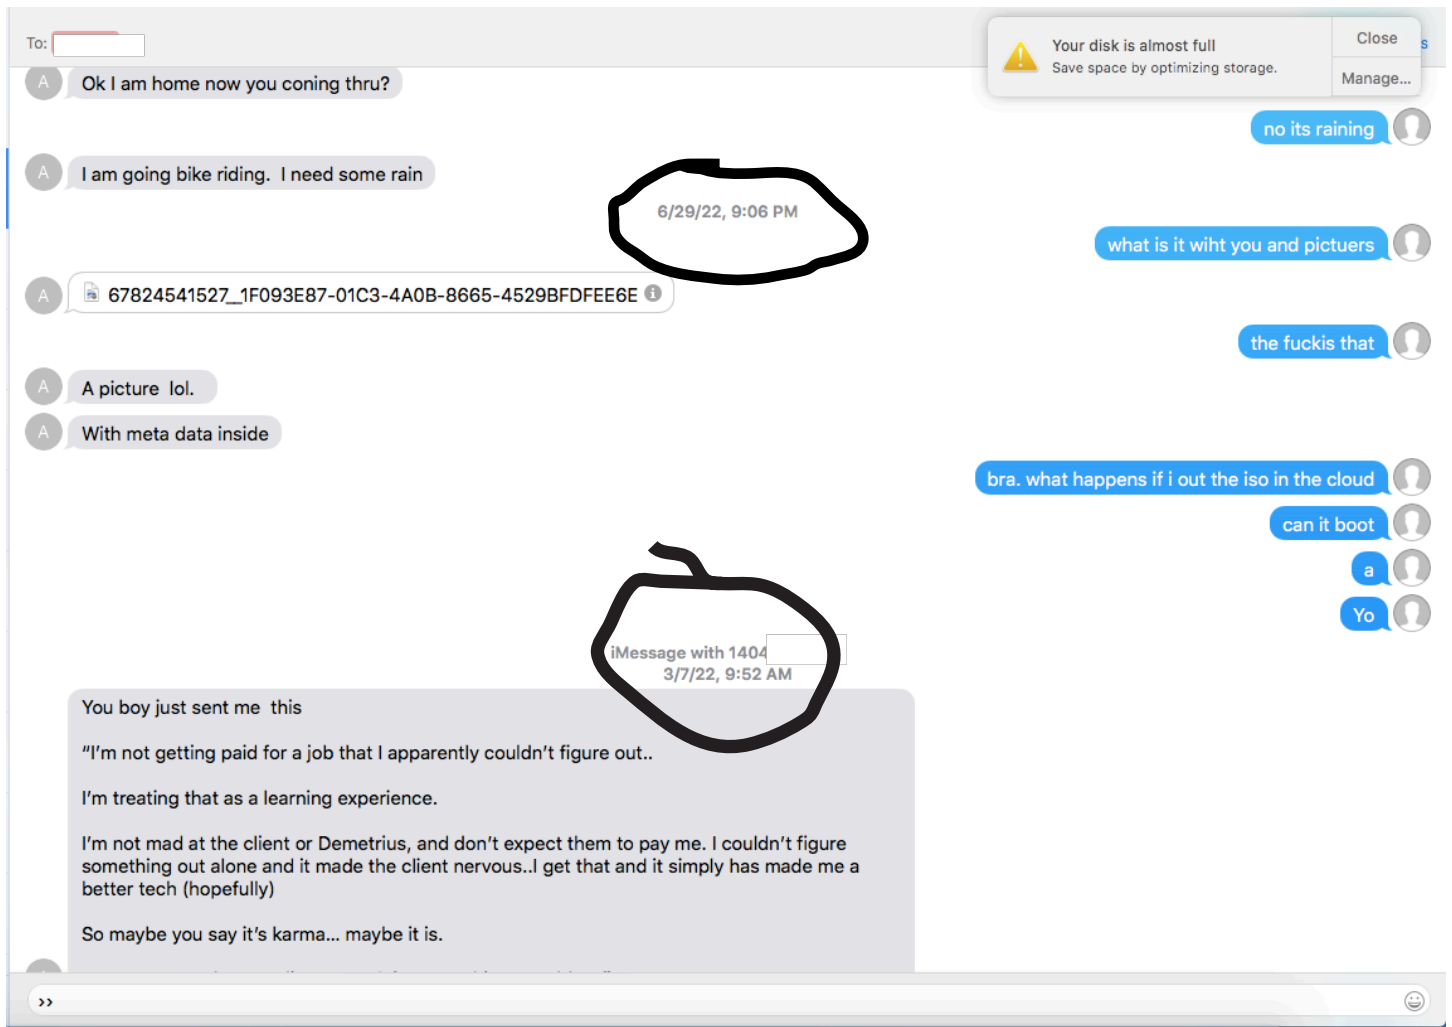 To:
Your disk is almost full
Save space by optimizing storage.
Close
Manage...
s
A
Ok I am home now you coning thru?
no its raining
A
I am going bike riding.  I need some rain
6/29/22, 9:06 PM
what is it wiht you and pictuers
A
67824541527__1F093E87-01C3-4A0B-8665-4529BFDFEE6E
the fuckis that
A
A picture  lol.
A
With meta data inside
bra. what happens if i out the iso in the cloud
can it boot
a
Yo
iMessage with 1404
3/7/22, 9:52 AM
You boy just sent me  this
“I’m not getting paid for a job that I apparently couldn’t figure out..
I’m treating that as a learning experience.
I’m not mad at the client or Demetrius, and don’t expect them to pay me. I couldn’t figure
something out alone and it made the client nervous..I get that and it simply has made me a
better tech (hopefully)
So maybe you say it’s karma... maybe it is.
››